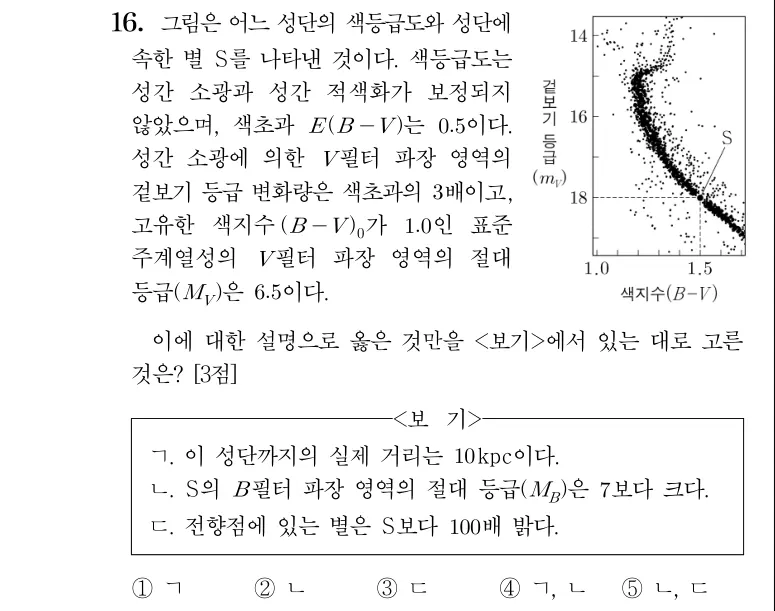 16. 그림은 어느 성단의 색등급도와 성단에
속한 별 S를 나타낸 것이다. 색등급도는
성간 소광과 성간 적색화가 보정되지
않았으며, 색초과 E(B－V)는 0.5이다.
성간 소광에 의한 V필터 파장 영역의
겉보기 등급 변화량은 색초과의 3배이고,
고유한 색지수(B－V)₀가 1.0인 표준
주계열성의 V필터 파장 영역의 절대
등급(M_V)은 6.5이다.
14
16
18
겉보기 등급
(m_V)
S
1.0 1.5
색지수(B－V)
이에 대한 설명으로 옳은 것만을 <보기>에서 있는 대로 고른
것은? [3점]
<보 기>
ㄱ. 이 성단까지의 실제 거리는 10kpc이다.
ㄴ. S의 B필터 파장 영역의 절대 등급(M_B)은 7보다 크다.
ㄷ. 전향점에 있는 별은 S보다 100배 밝다.
① ㄱ ② ㄴ ③ ㄷ ④ ㄱ, ㄴ ⑤ ㄴ, ㄷ